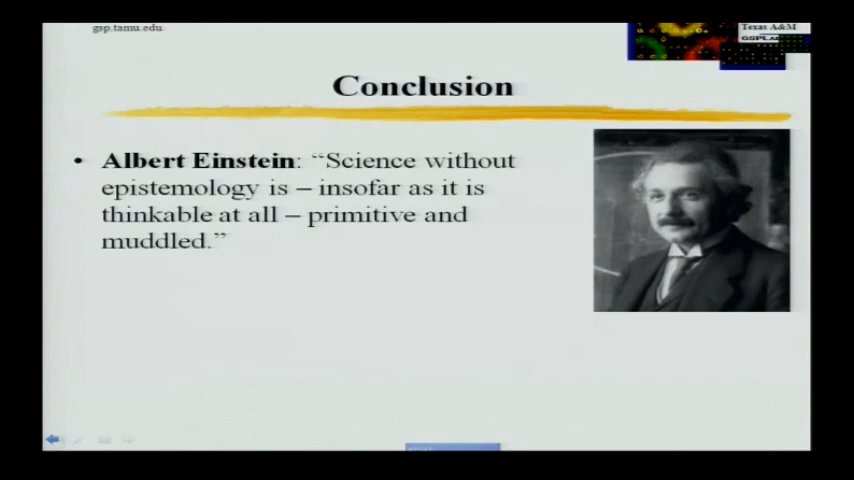 gsp.tamu.edu
Texas A&M
Conclusion
• Albert Einstein: “Science without
epistemology is – insofar as it is
thinkable at all – primitive and
muddled.”